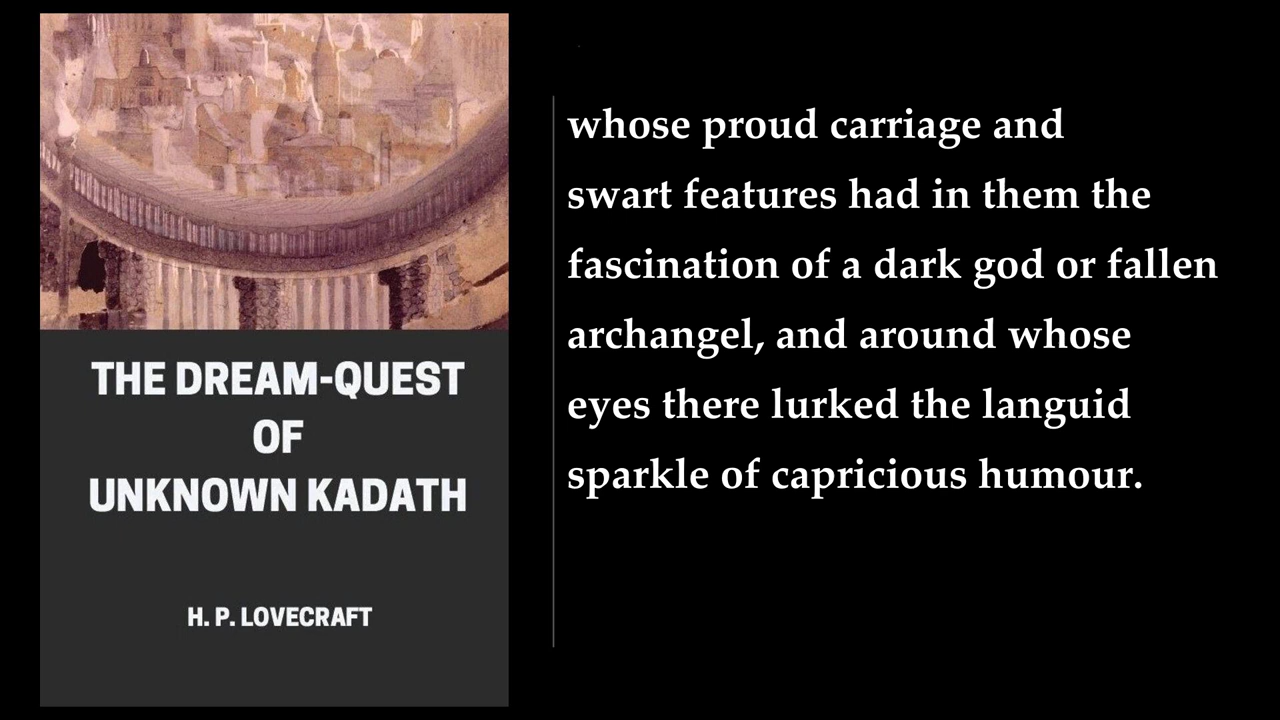 THE DREAM-QUEST
OF
UNKNOWN KADATH
H. P. LOVECRAFT
whose proud carriage and
swart features had in them the
fascination of a dark god or fallen
archangel, and around whose
eyes there lurked the languid
sparkle of capricious humour.